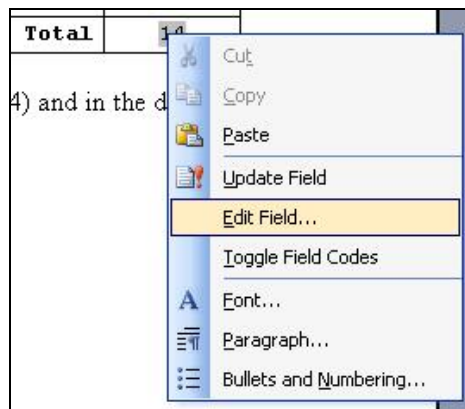 Total 14
4) and in the d
Cut
Copy
Paste
Update Field
Edit Field...
Toggle Field Codes
Font...
Paragraph...
Bullets and Numbering...